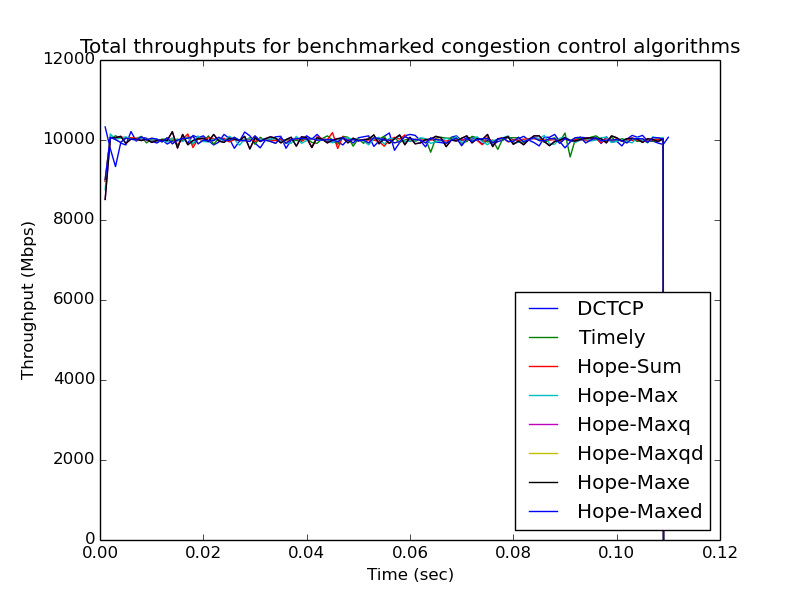 Total throughputs for benchmarked congestion control algorithms
12000
10000
8000
6000
4000
2000
0
Throughput (Mbps)
DCTCP
Timely
Hope-Sum
Hope-Max
Hope-Maxq
Hope-Maxqd
Hope-Maxe
Hope-Maxed
0.00 0.02 0.04 0.06 0.08 0.10 0.12
Time (sec)